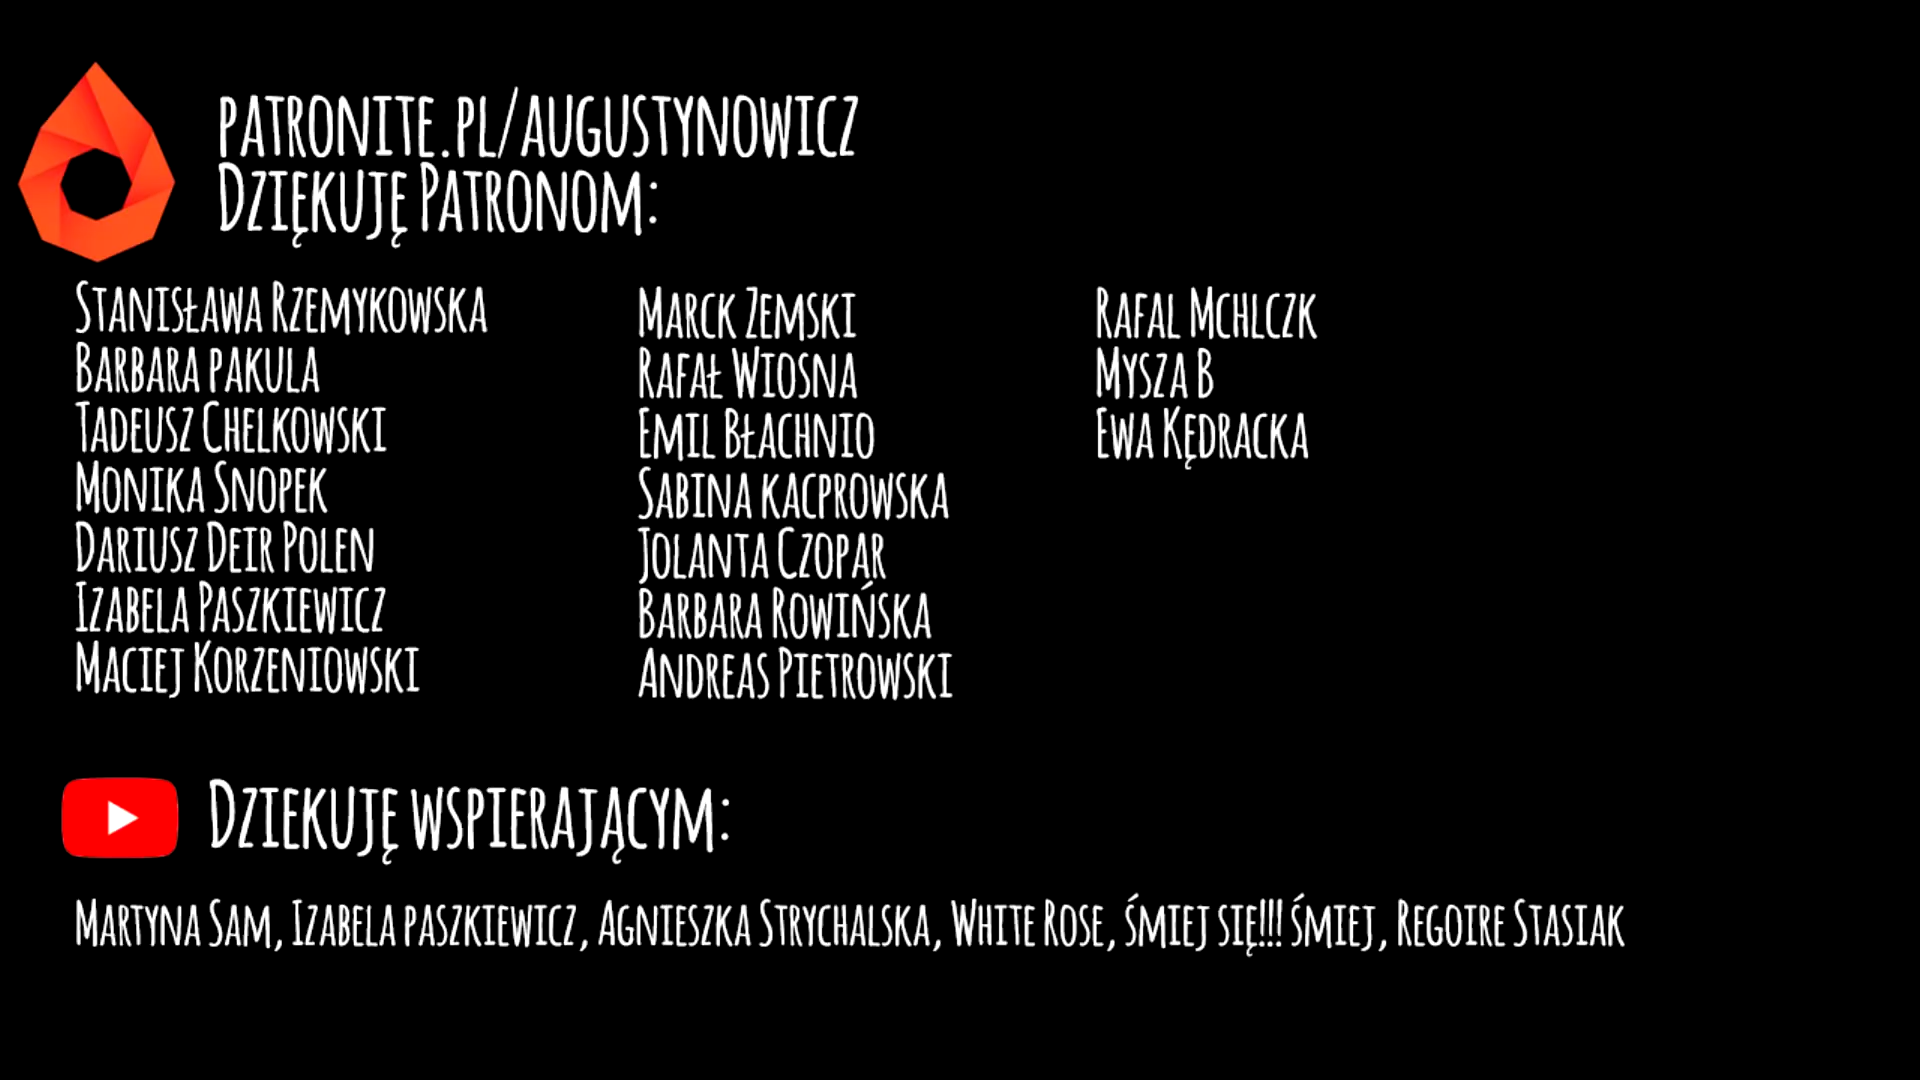 patronite.pl/augustynowicz
Dziękuję Patronom:
Stanisława Rzemykowska
Barbara pakula
Tadeusz Chelkowski
Monika Snopek
Dariusz Deir Polen
Izabela Paszkiewicz
Maciej Korzeniowski
Marck Zemski
Rafał Wiosna
Emil Błachnio
Sabina kacprowska
Jolanta Czopar
Barbara Rowińska
Andreas Pietrowski
Rafal Mchlczk
Mysza B
Ewa Kędracka
Dziekuję wspierającym:
Martyna Sam, Izabela paszkiewicz, Agnieszka Strychalska, White Rose, śmiej się!!! śmiej, Regoire Stasiak